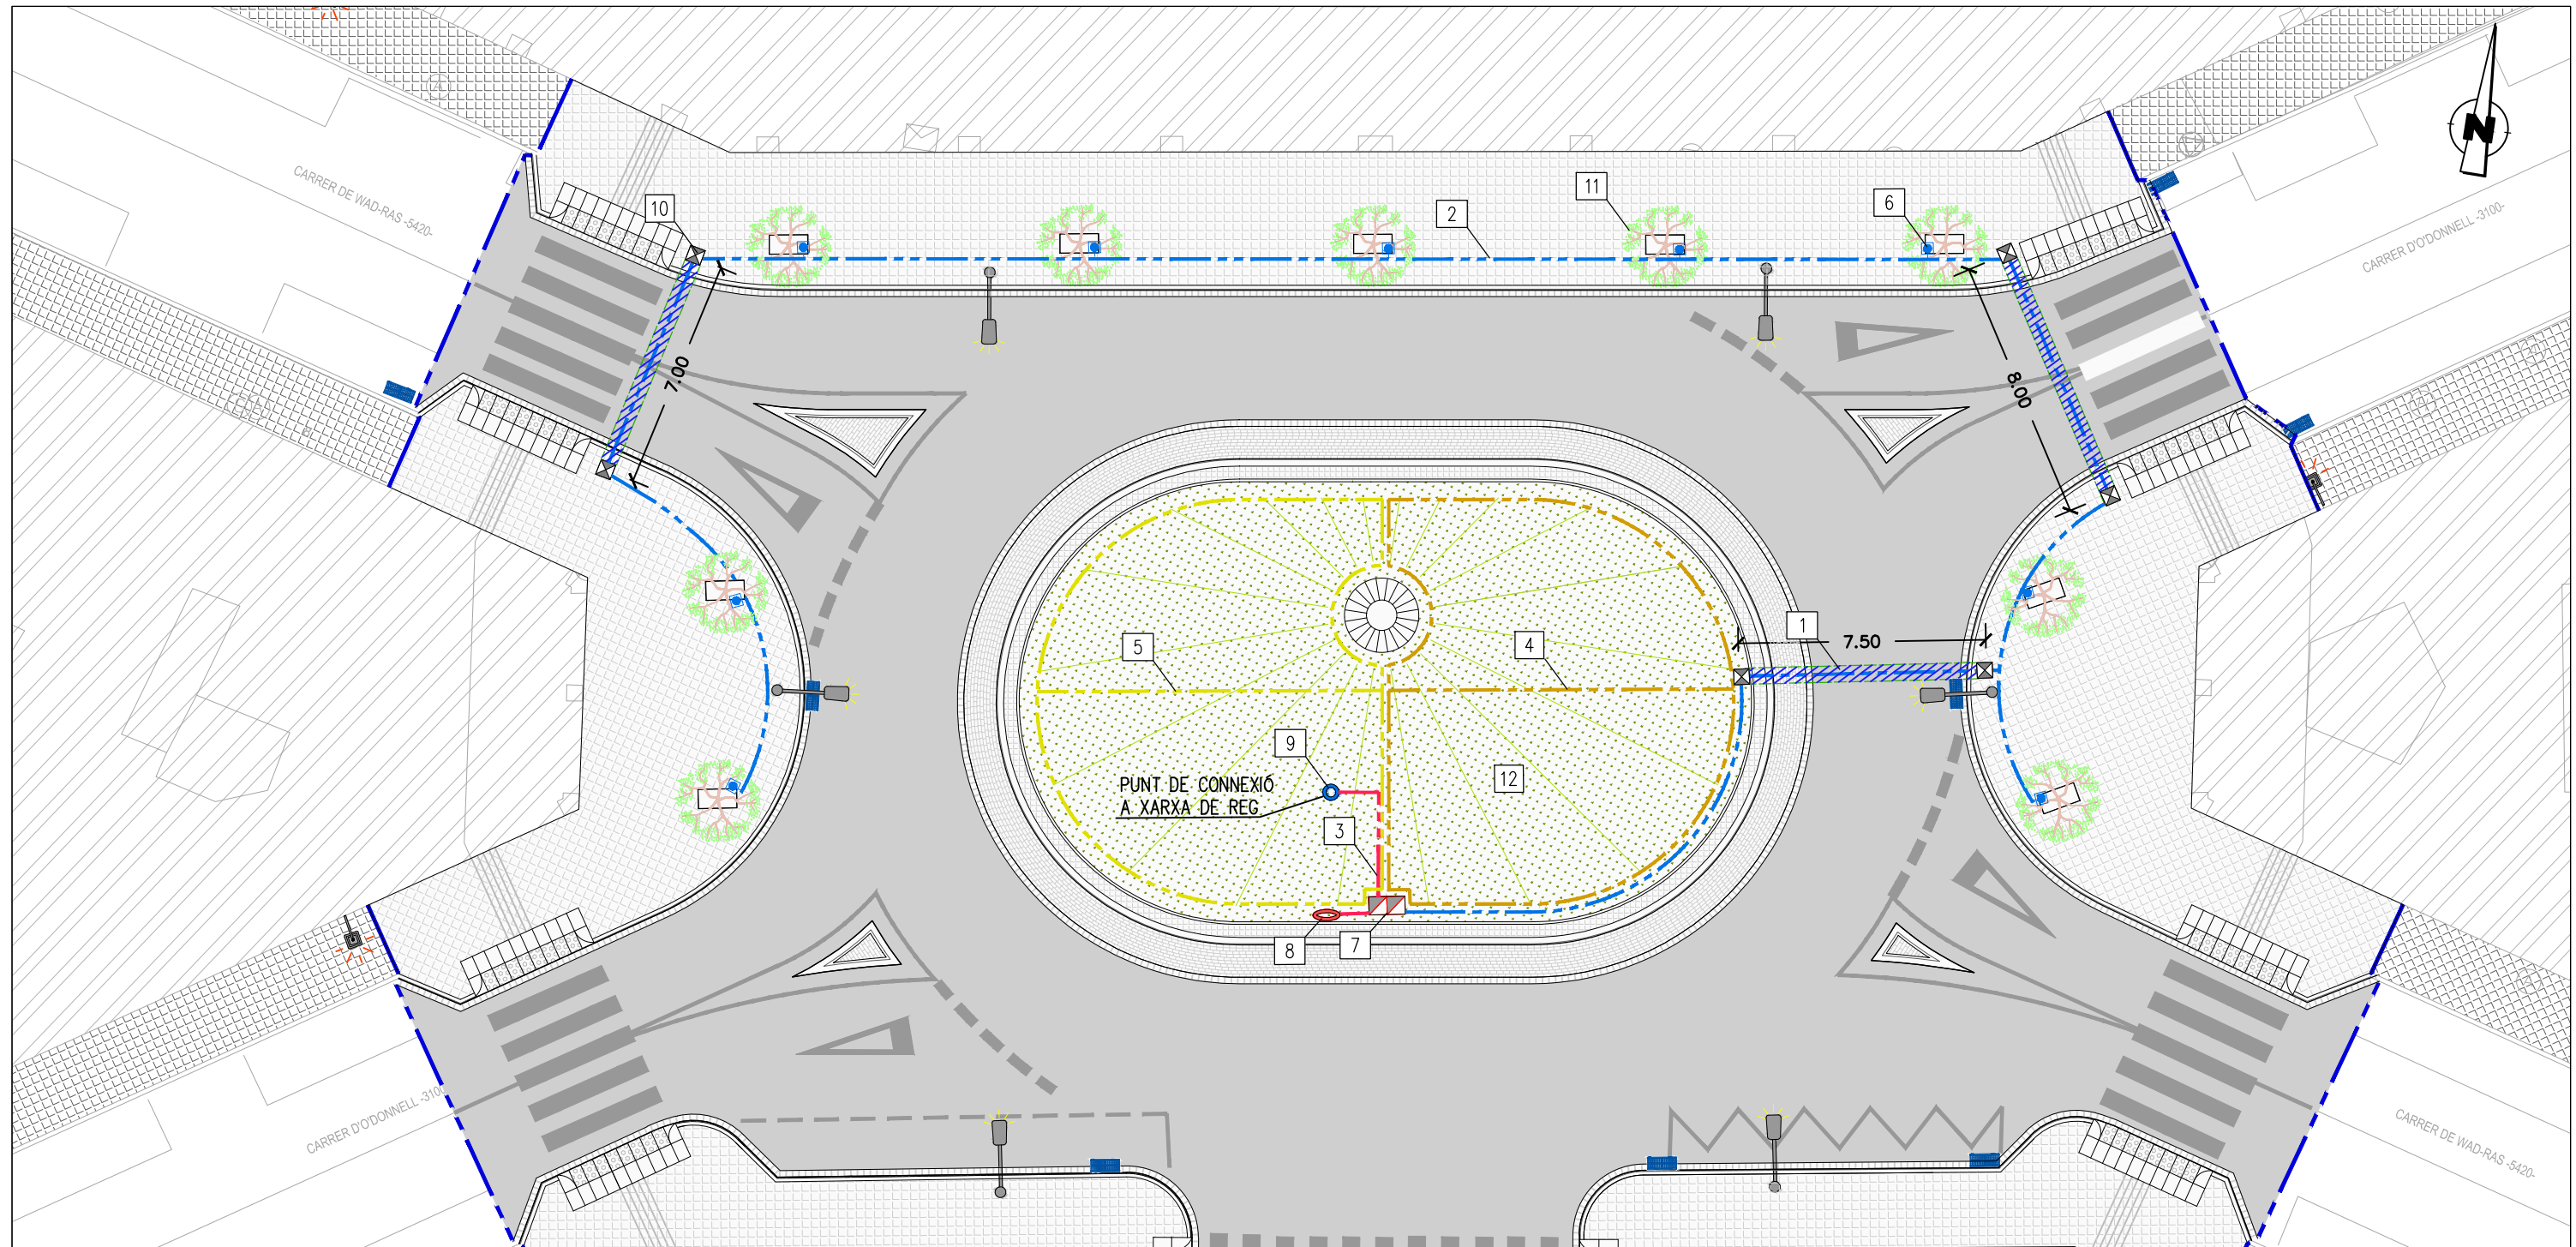 N
CARRER DE WAD-RAS -5420-
10
11
2
6
CARRER D'O'DONNELL -3100-
7.00
8.00
1
7.50
5
4
9
12
PUNT DE CONNEXIÓ
A XARXA DE REG
3
8
7
CARRER D'O'DONNELL -3100
CARRER DE WAD-RAS -5420-